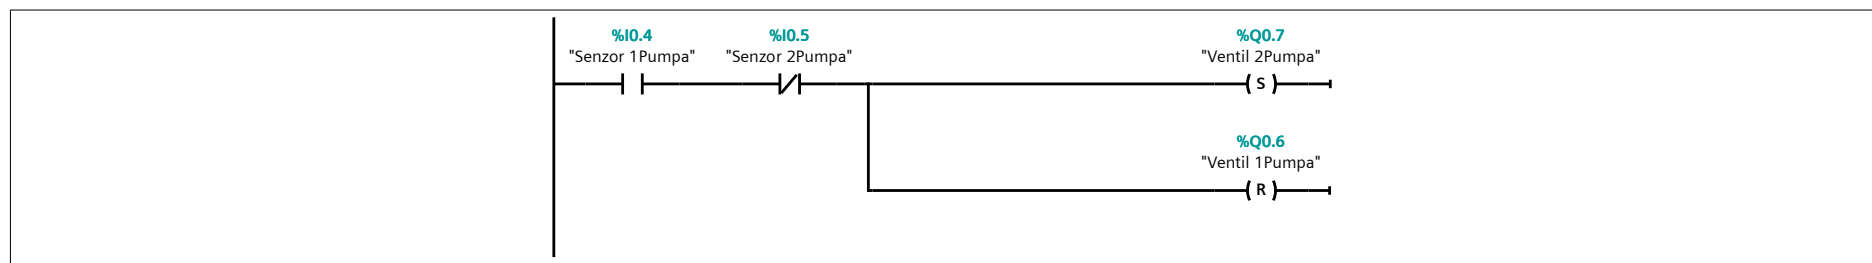 %I0.4 %I0.5 %Q0.7
"Senzor 1Pumpa" "Senzor 2Pumpa" "Ventil 2Pumpa"
S
%Q0.6
"Ventil 1Pumpa"
R